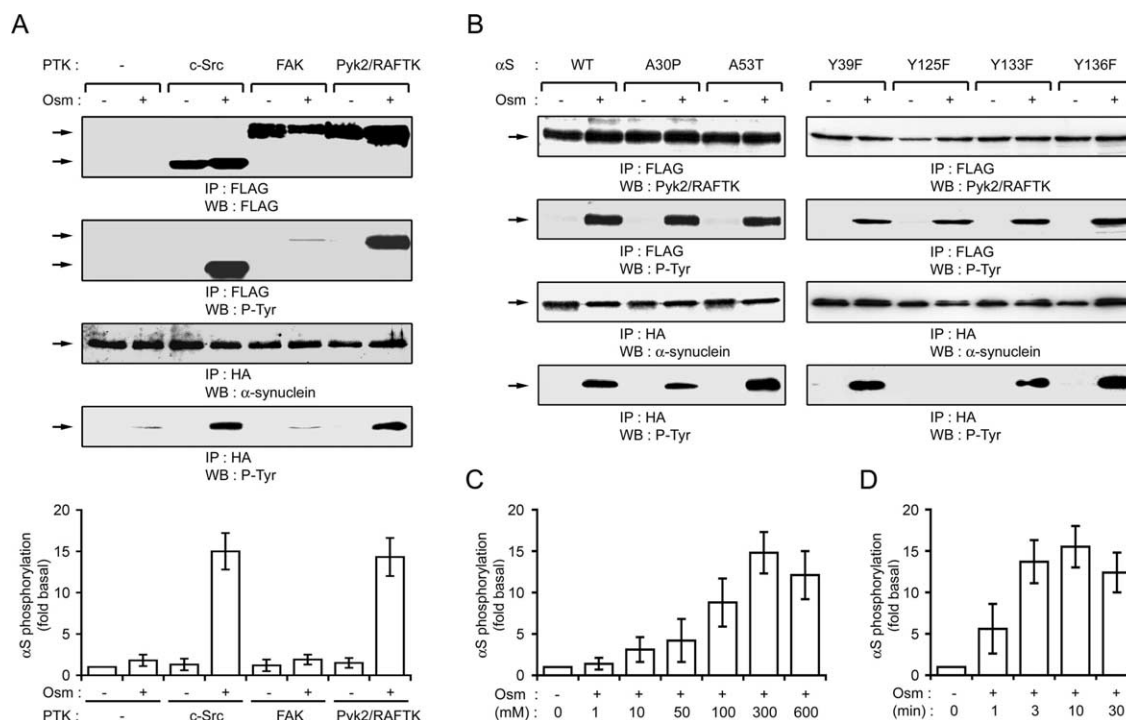 A
PTK : - c-Src FAK Pyk2/RAFTK
Osm : - + - + - + - +
IP : FLAG
WB : FLAG
IP : FLAG
WB : P-Tyr
IP : HA
WB : α-synuclein
IP : HA
WB : P-Tyr
αS phosphorylation
(fold basal)
20
15
10
5
0
Osm : - + - + - + - +
PTK : - c-Src FAK Pyk2/RAFTK
B
αS : WT A30P A53T Y39F Y125F Y133F Y136F
Osm : - + - + - + - + - + - + - +
IP : FLAG
WB : Pyk2/RAFTK
IP : FLAG
WB : P-Tyr
IP : HA
WB : α-synuclein
IP : HA
WB : P-Tyr
IP : FLAG
WB : Pyk2/RAFTK
IP : FLAG
WB : P-Tyr
IP : HA
WB : α-synuclein
IP : HA
WB : P-Tyr
C
αS phosphorylation
(fold basal)
20
15
10
5
0
Osm : - + + + + + +
(mM) : 0 1 10 50 100 300 600
D
αS phosphorylation
(fold basal)
20
15
10
5
0
Osm : - + + + +
(min) : 0 1 3 10 30